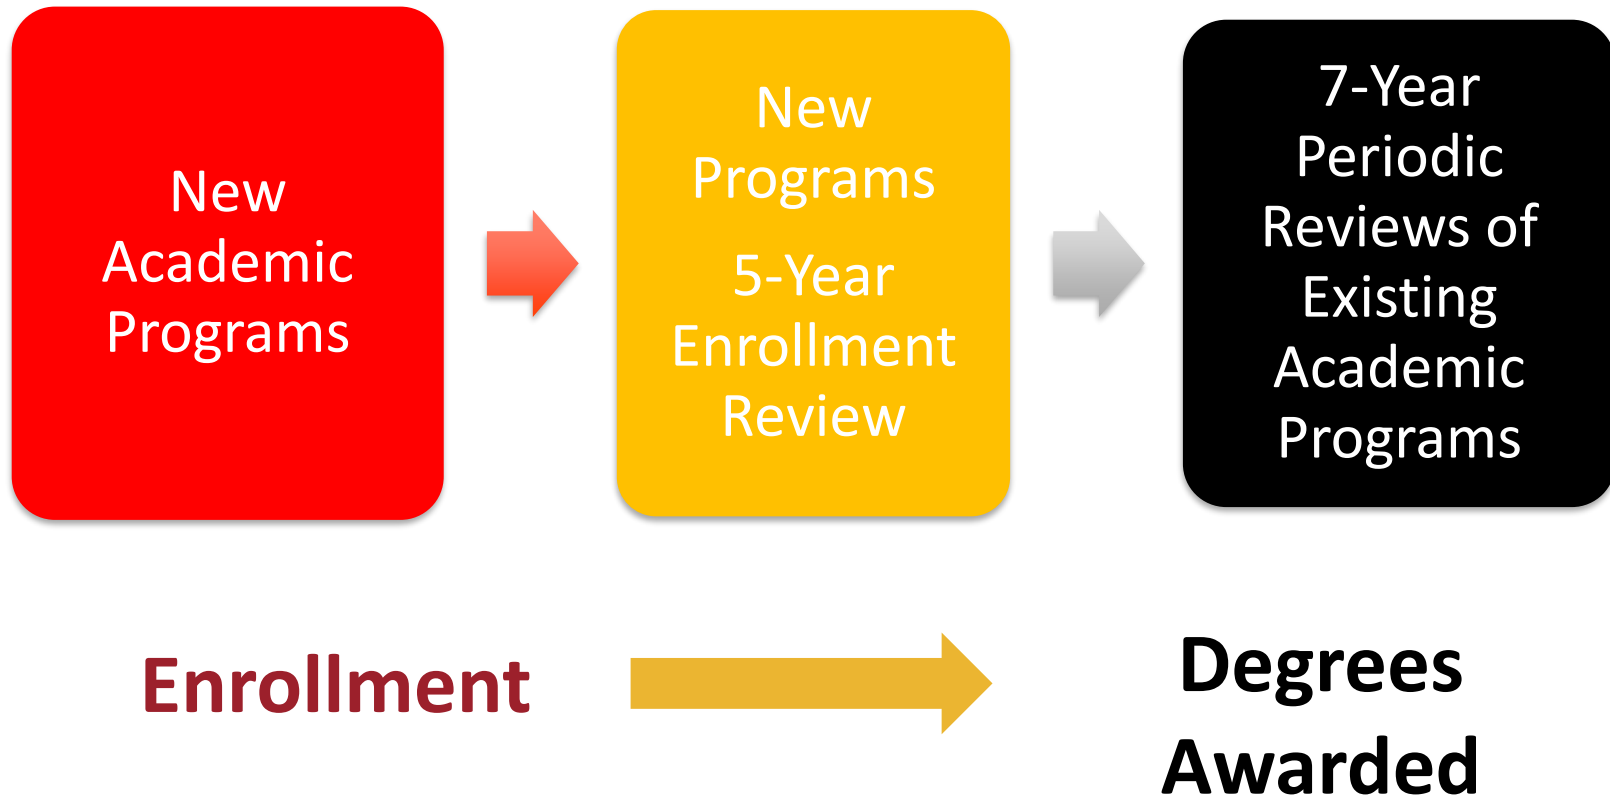 New
Academic
Programs
New
Programs
5-Year
Enrollment
Review
7-Year
Periodic
Reviews of
Existing
Academic
Programs
Enrollment
Degrees
Awarded